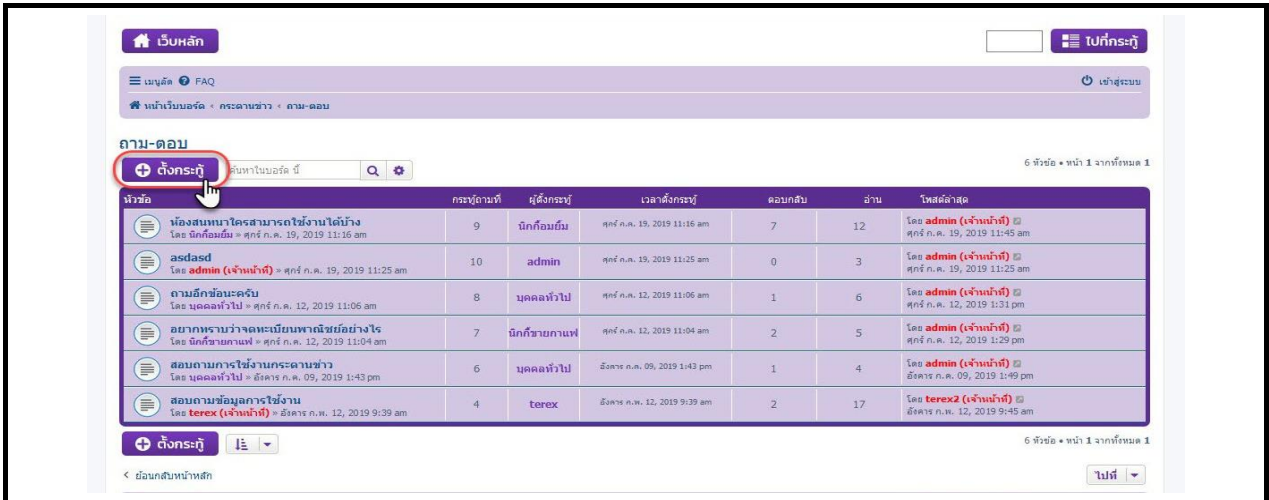 เว็บหลัก
ไปที่กระทู้
เมนูลัด FAQ
เข้าสู่ระบบ
หน้าเว็บบอร์ด ‹ กระดานข่าว ‹ ถาม-ตอบ
ถาม-ตอบ
ตั้งกระทู้
ค้นหาในบอร์ด นี้
6 หัวข้อ • หน้า 1 จากทั้งหมด 1
หัวข้อ กระทู้ถามที่ ผู้ตั้งกระทู้ เวลาตั้งกระทู้ ตอบกลับ อ่าน โพสต์ล่าสุด
ห้องสนทนาใครสามารถใช้งานได้บ้าง
โดย นิกกี้อมยิ้ม » ศุกร์ ก.ค. 19, 2019 11:16 am
9 นิกกี้อมยิ้ม ศุกร์ ก.ค. 19, 2019 11:16 am 7 12
โดย admin (เจ้าหน้าที่)
ศุกร์ ก.ค. 19, 2019 11:45 am
asdasd
โดย admin (เจ้าหน้าที่) » ศุกร์ ก.ค. 19, 2019 11:25 am
10 admin ศุกร์ ก.ค. 19, 2019 11:25 am 0 3
โดย admin (เจ้าหน้าที่)
ศุกร์ ก.ค. 19, 2019 11:25 am
ถามอีกข้อนะครับ
โดย บุคคลทั่วไป » ศุกร์ ก.ค. 12, 2019 11:06 am
8 บุคคลทั่วไป ศุกร์ ก.ค. 12, 2019 11:06 am 1 6
โดย admin (เจ้าหน้าที่)
ศุกร์ ก.ค. 12, 2019 1:31 pm
อยากทราบว่าจดทะเบียนพาณิชย์อย่างไร
โดย นิกกี้ขายกาแฟ » ศุกร์ ก.ค. 12, 2019 11:04 am
7 นิกกี้ขายกาแฟ ศุกร์ ก.ค. 12, 2019 11:04 am 2 5
โดย admin (เจ้าหน้าที่)
ศุกร์ ก.ค. 12, 2019 1:29 pm
สอบถามการใช้งานกระดานข่าว
โดย บุคคลทั่วไป » อังคาร ก.ค. 09, 2019 1:43 pm
6 บุคคลทั่วไป อังคาร ก.ค. 09, 2019 1:43 pm 1 4
โดย admin (เจ้าหน้าที่)
อังคาร ก.ค. 09, 2019 1:49 pm
สอบถามข้อมูลการใช้งาน
โดย terex (เจ้าหน้าที่) » อังคาร ก.พ. 12, 2019 9:39 am
4 terex อังคาร ก.พ. 12, 2019 9:39 am 2 17
โดย terex2 (เจ้าหน้าที่)
อังคาร ก.พ. 12, 2019 9:45 am
ตั้งกระทู้
6 หัวข้อ • หน้า 1 จากทั้งหมด 1
ย้อนกลับหน้าหลัก
ไปที่